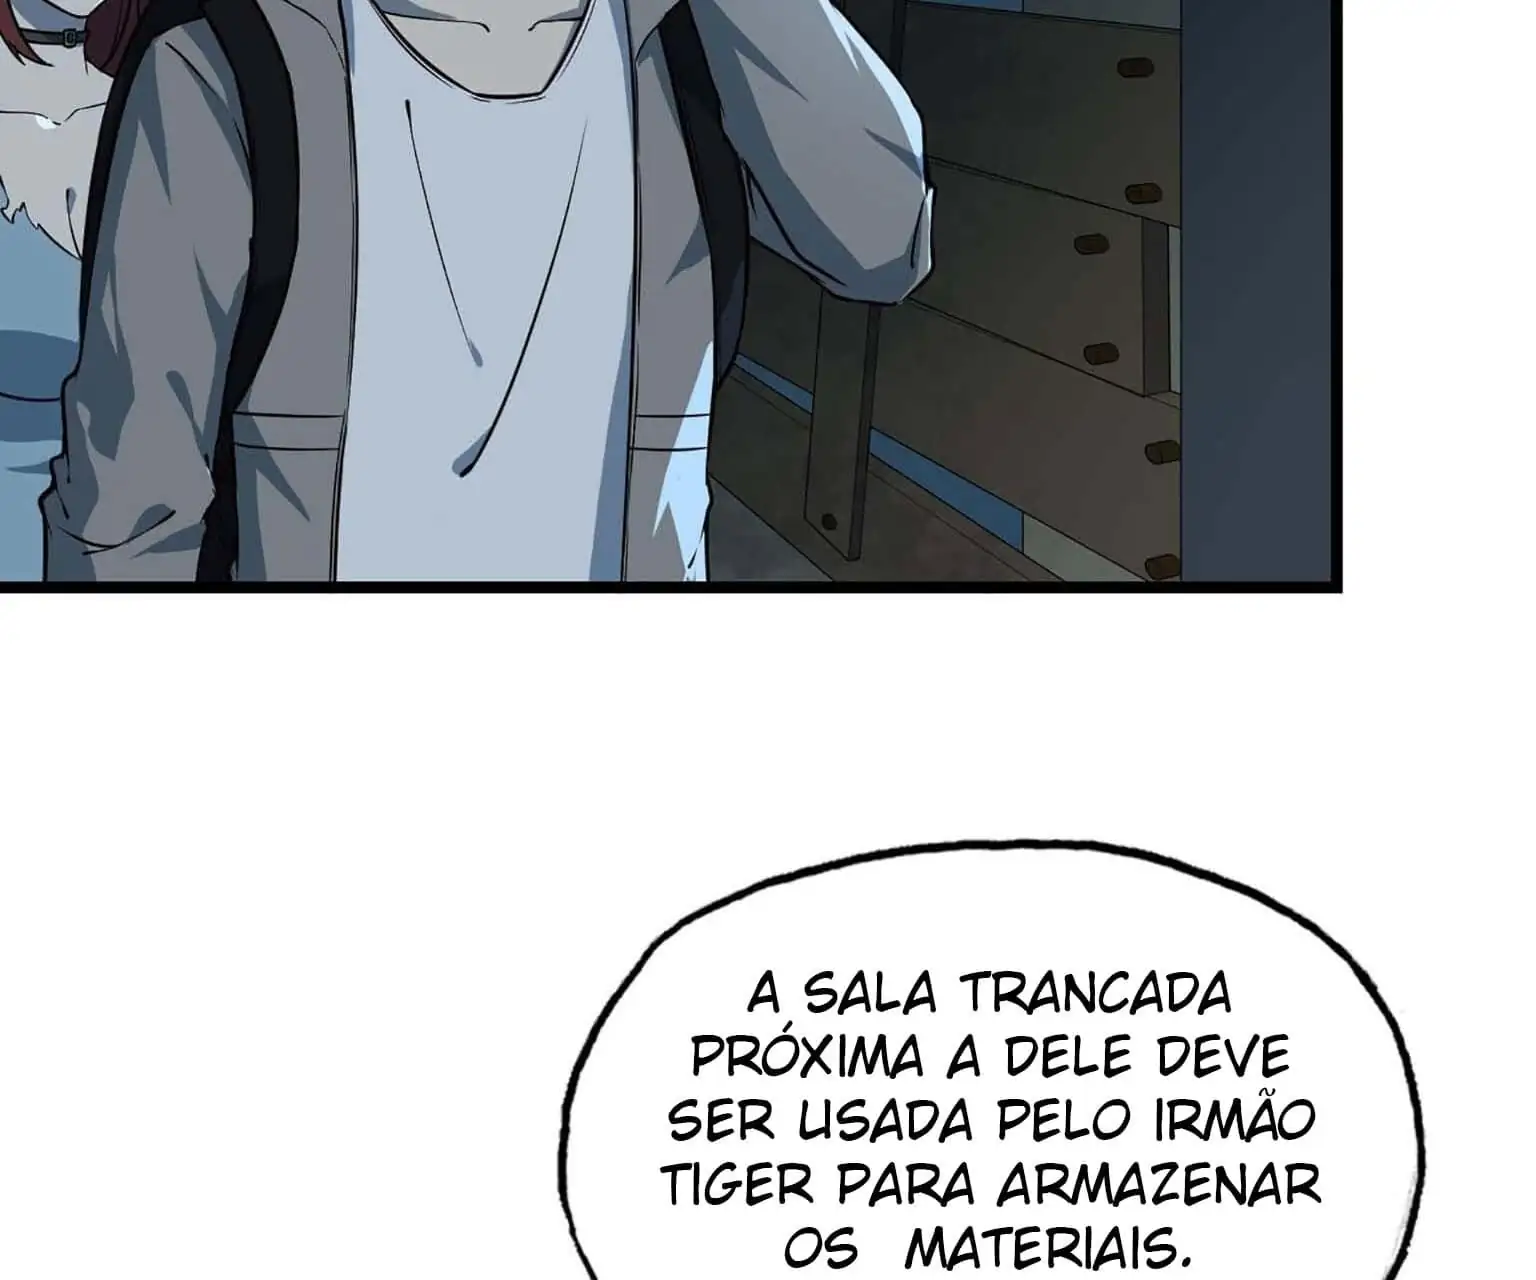 A SALA TRANCADA
PRÓXIMA A DELE DEVE
SER USADA PELO IRMÃO
TIGER PARA ARMAZENAR
OS MATERIAIS.